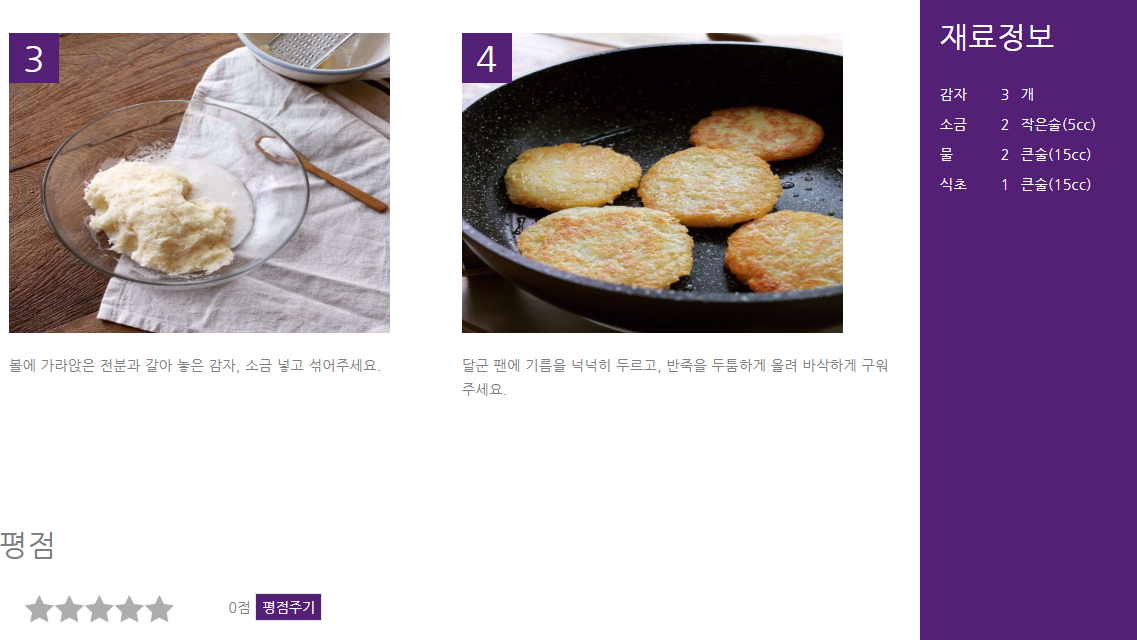 3
볼에 가라앉은 전분과 갈아 놓은 감자, 소금 넣고 섞어주세요.
4
달군 팬에 기름을 넉넉히 두르고, 반죽을 두툼하게 올려 바삭하게 구워
주세요.
평점
0점 평점주기
재료정보
감자 3 개
소금 2 작은술(5cc)
물 2 큰술(15cc)
식초 1 큰술(15cc)